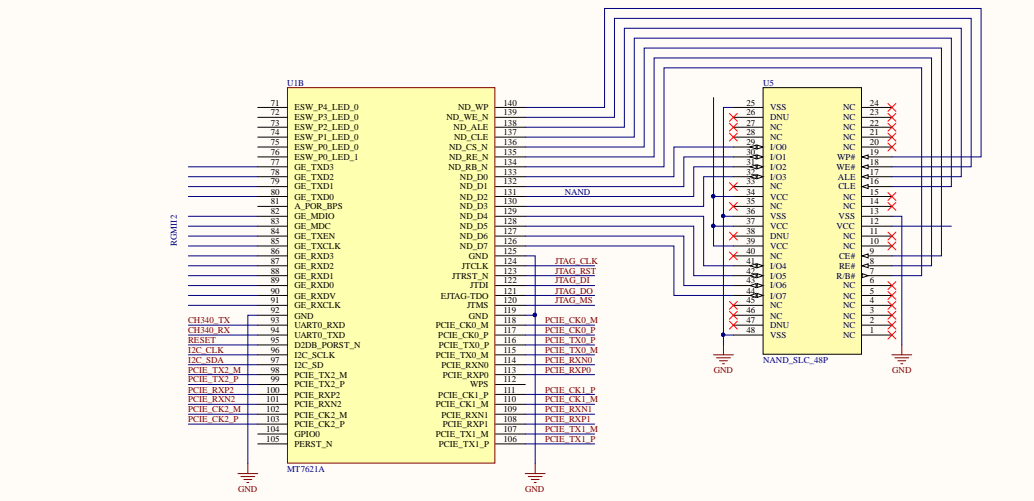 U1B
71 ESW_P4_LED_0 ND_WP 140
72 ESW_P3_LED_0 ND_WE_N 139
73 ESW_P2_LED_0 ND_ALE 138
74 ESW_P1_LED_0 ND_CLE 137
75 ESW_P0_LED_0 ND_CS_N 136
76 ESW_P0_LED_1 ND_RE_N 135
77 GE_TXD3 ND_RB_N 134
78 GE_TXD2 ND_D0 133
79 GE_TXD1 ND_D1 132
80 GE_TXD0 ND_D2 131 NAND
81 A_POR_BPS ND_D3 130
82 GE_MDIO ND_D4 129
83 GE_MDC ND_D5 128
84 GE_TXEN ND_D6 127
85 GE_TXCLK ND_D7 126
86 GE_RXD3 GND 125
87 GE_RXD2 JTCLK 124 JTAG_CLK
88 GE_RXD1 JTRST_N 123 JTAG_RST
89 GE_RXD0 JTDI 122 JTAG_DI
90 GE_RXDV EJTAG-TDO 121 JTAG_DO
91 GE_RXCLK JTMS 120 JTAG_MS
92 GND GND 119
CH340_TX 93 UART0_RXD PCIE_CK0_M 118 PCIE_CK0_M
CH340_RX 94 UART0_TXD PCIE_CK0_P 117 PCIE_CK0_P
RESET 95 D2DB_PORST_N PCIE_TX0_P 116 PCIE_TX0_P
I2C_CLK 96 I2C_SCLK PCIE_TX0_M 115 PCIE_TX0_M
I2C_SDA 97 I2C_SD PCIE_RXN0 114 PCIE_RXN0
PCIE_TX2_M 98 PCIE_TX2_M PCIE_RXP0 113 PCIE_RXP0
PCIE_TX2_P 99 PCIE_TX2_P WPS 112
PCIE_RXP2 100 PCIE_RXP2 PCIE_CK1_P 111 PCIE_CK1_P
PCIE_RXN2 101 PCIE_RXN2 PCIE_CK1_M 110 PCIE_CK1_M
PCIE_CK2_M 102 PCIE_CK2_M PCIE_RXN1 109 PCIE_RXN1
PCIE_CK2_P 103 PCIE_CK2_P PCIE_RXP1 108 PCIE_RXP1
104 GPIO0 PCIE_TX1_M 107 PCIE_TX1_M
105 PERST_N PCIE_TX1_P 106 PCIE_TX1_P
MT7621A
RGMII2
GND
GND
U5
25 VSS NC 24
26 DNU NC 23
27 NC NC 22
28 NC NC 21
29 I/O0 NC 20
30 I/O1 WP# 19
31 I/O2 WE# 18
32 I/O3 ALE 17
33 NC CLE 16
34 VCC NC 15
35 NC NC 14
36 VSS VSS 13
37 VCC VCC 12
38 DNU NC 11
39 VCC NC 10
40 NC CE# 9
41 I/O4 RE# 8
42 I/O5 R/B# 7
43 I/O6 NC 6
44 I/O7 NC 5
45 NC NC 4
46 NC NC 3
47 DNU NC 2
48 VSS NC 1
NAND_SLC_48P
GND
GND